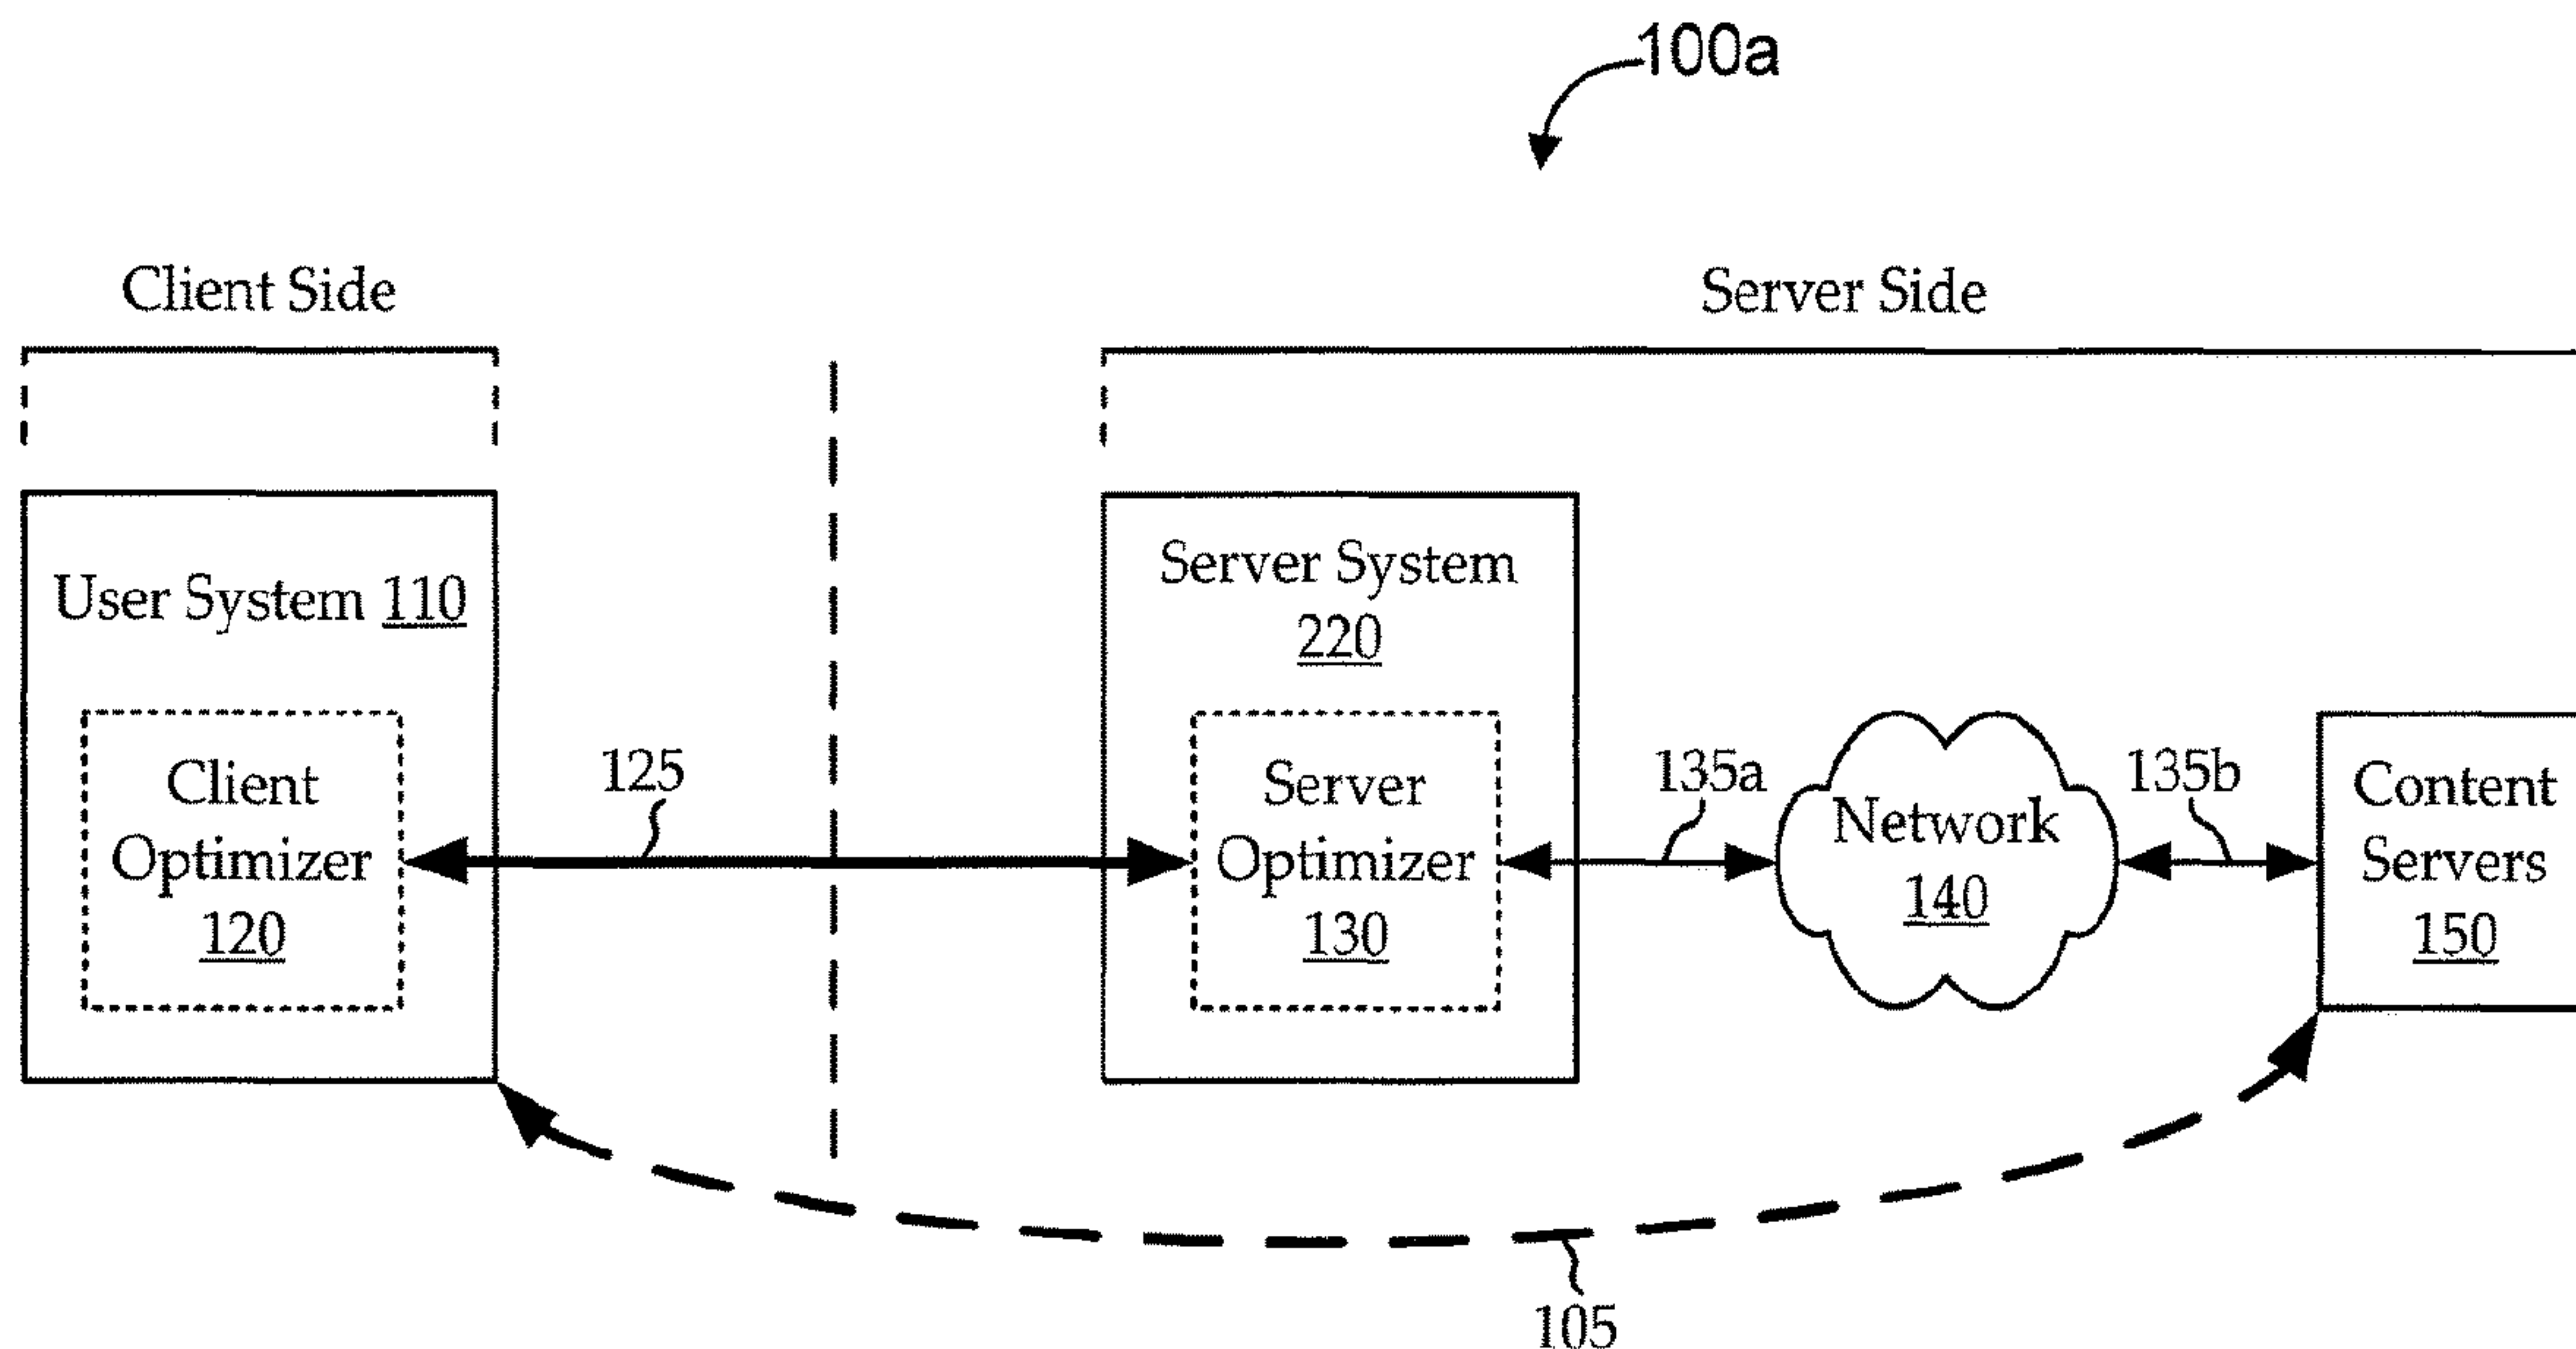 100a
Client Side
Server Side
User System 110
Client
Optimizer
120
125
Server System
220
Server
Optimizer
130
135a
Network
140
135b
Content
Servers
150
105